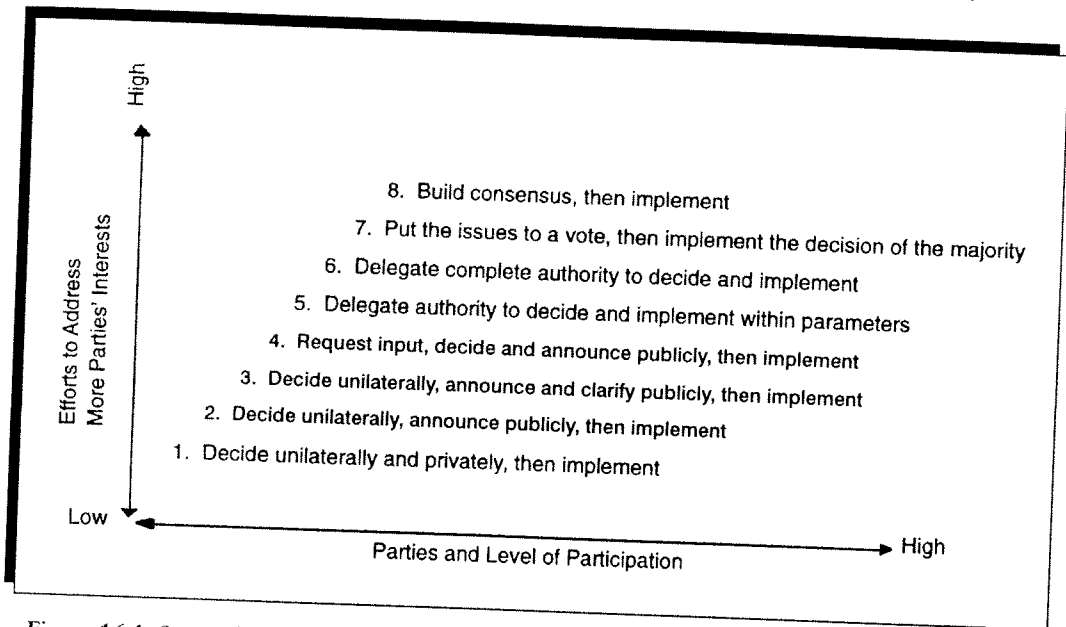 High
Efforts to Address
More Parties' Interests
8. Build consensus, then implement
7. Put the issues to a vote, then implement the decision of the majority
6. Delegate complete authority to decide and implement
5. Delegate authority to decide and implement within parameters
4. Request input, decide and announce publicly, then implement
3. Decide unilaterally, announce and clarify publicly, then implement
2. Decide unilaterally, announce publicly, then implement
1. Decide unilaterally and privately, then implement
Low
High
Parties and Level of Participation